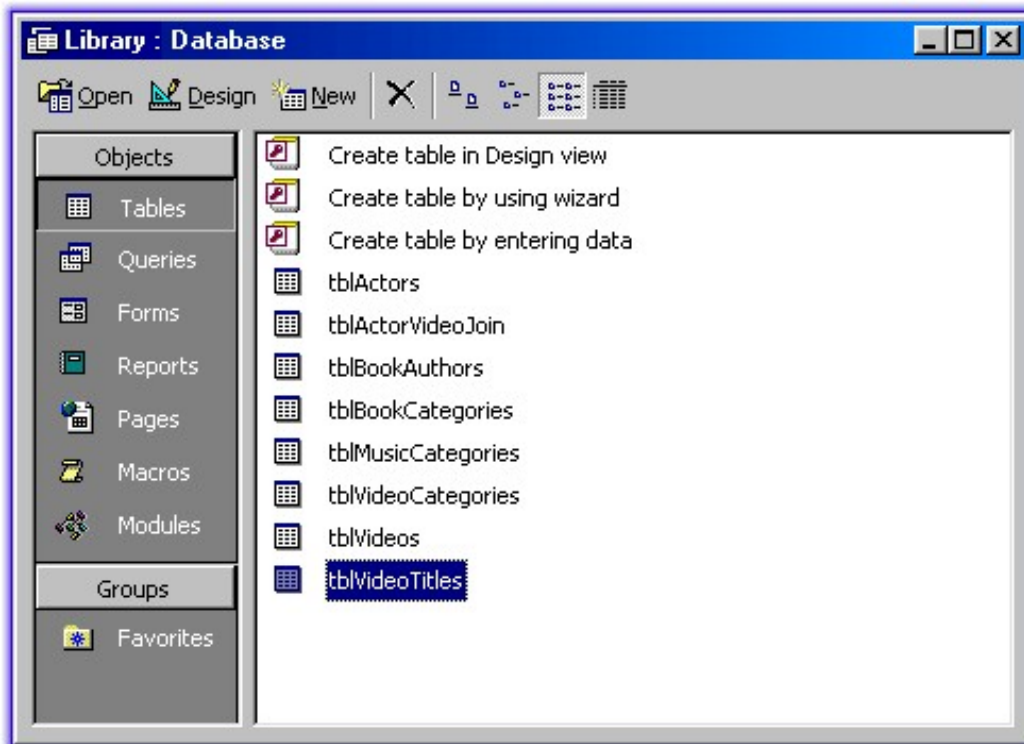 Library : Database
Open Design New
Objects
Tables
Queries
Forms
Reports
Pages
Macros
Modules
Groups
Favorites
Create table in Design view
Create table by using wizard
Create table by entering data
tblActors
tblActorVideoJoin
tblBookAuthors
tblBookCategories
tblMusicCategories
tblVideoCategories
tblVideos
tblVideoTitles